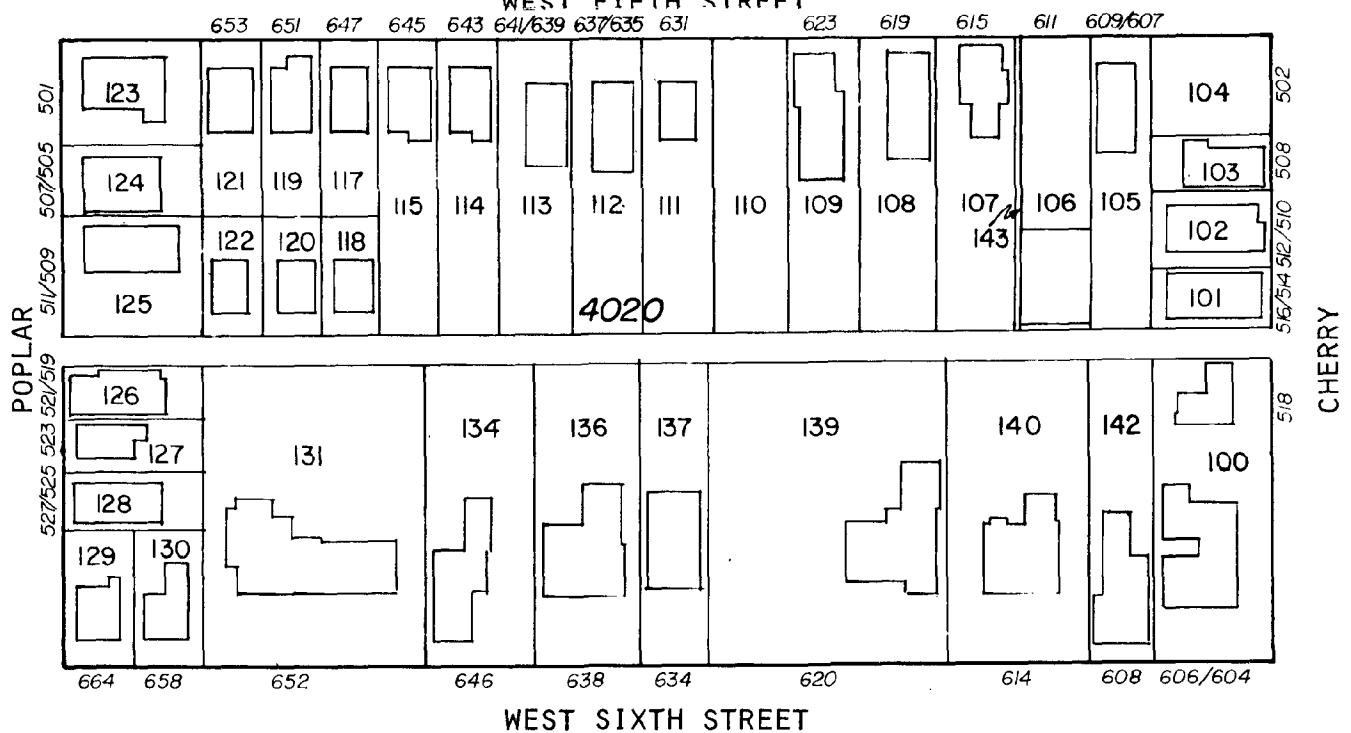 WEST FIFTH STREET
653 651 647 645 643 641/639 637/635 631 623 619 615 611 609/607
501 123 104 502
507/505 124 121 119 117 103 508
115 114 113 112 111 110 109 108 107 106 105
122 120 118 143 102 512/510
511/509 125 4020 101 516/514
POPLAR
CHERRY
521/519 126 518
523 127 131 134 136 137 139 140 142 100
527/525 128
129 130
664 658 652 646 638 634 620 614 608 606/604
WEST SIXTH STREET